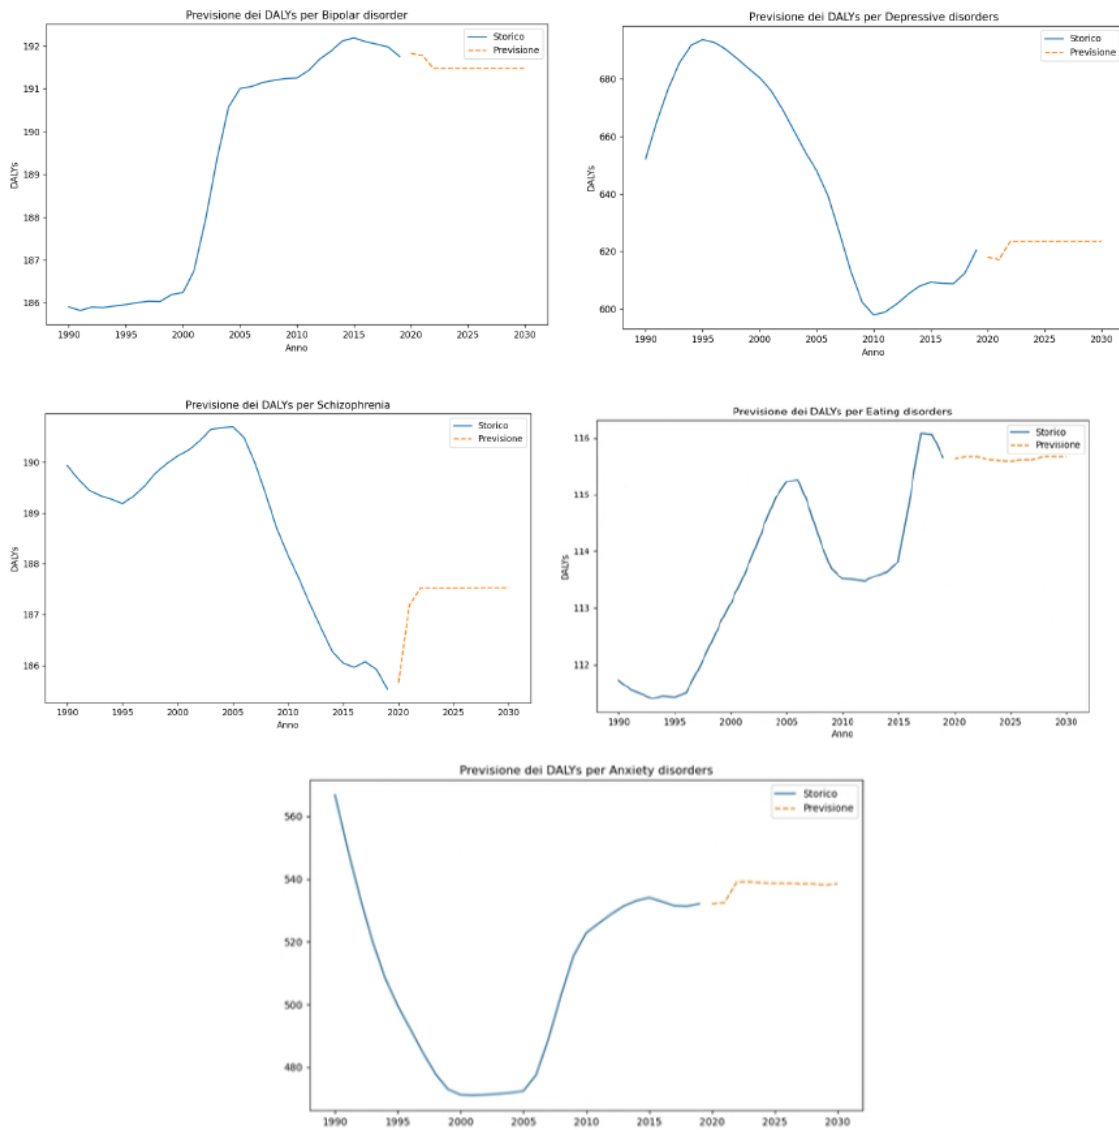 Previsione dei DALYs per Bipolar disorder
Storico
Previsione
192
191
190
189
188
187
186
DALYs
1990 1995 2000 2005 2010 2015 2020 2025 2030
Anno
Previsione dei DALYs per Depressive disorders
Storico
Previsione
680
660
640
620
600
DALYs
1990 1995 2000 2005 2010 2015 2020 2025 2030
Anno
Previsione dei DALYs per Schizophrenia
Storico
Previsione
190
189
188
187
186
DALYs
1990 1995 2000 2005 2010 2015 2020 2025 2030
Anno
Previsione dei DALYs per Eating disorders
Storico
Previsione
116
115
114
113
112
DALYs
1990 1995 2000 2005 2010 2015 2020 2025 2030
Anno
Previsione dei DALYs per Anxiety disorders
Storico
Previsione
560
540
520
500
480
1990 1995 2000 2005 2010 2015 2020 2025 2030